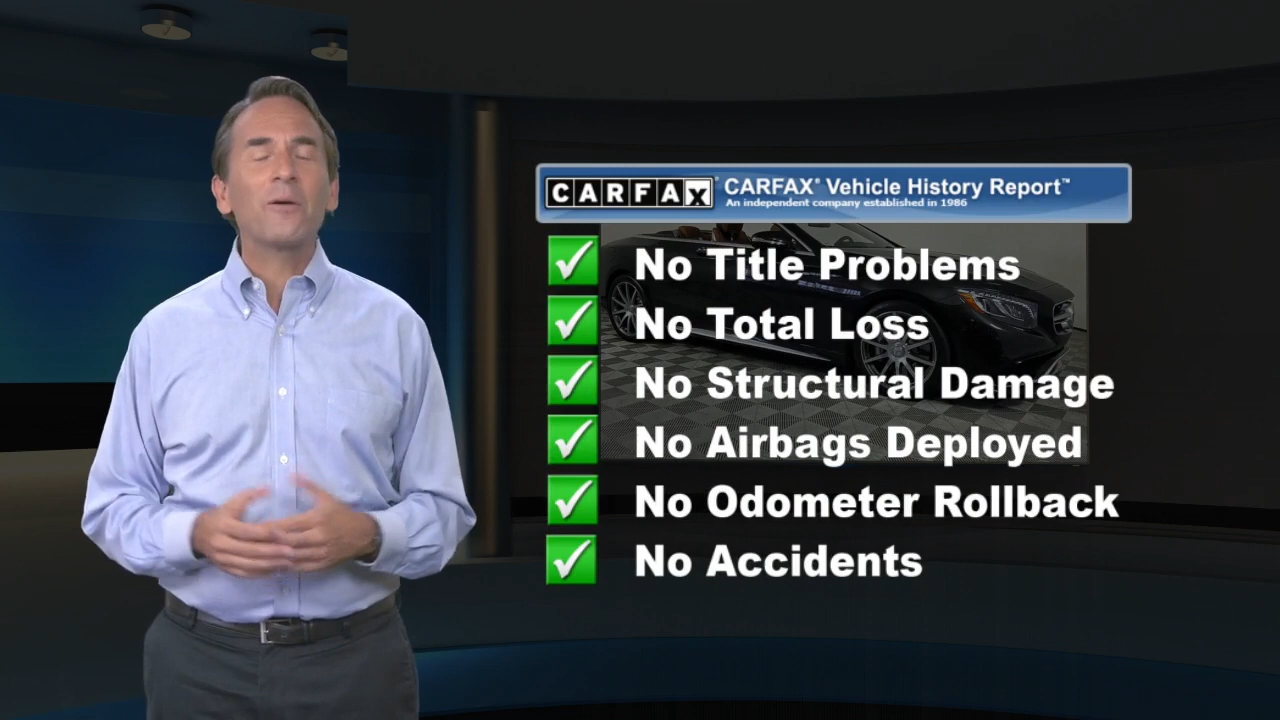 CARFAX
CARFAX® Vehicle History Report™
An independent company established in 1986
No Title Problems
No Total Loss
No Structural Damage
No Airbags Deployed
No Odometer Rollback
No Accidents